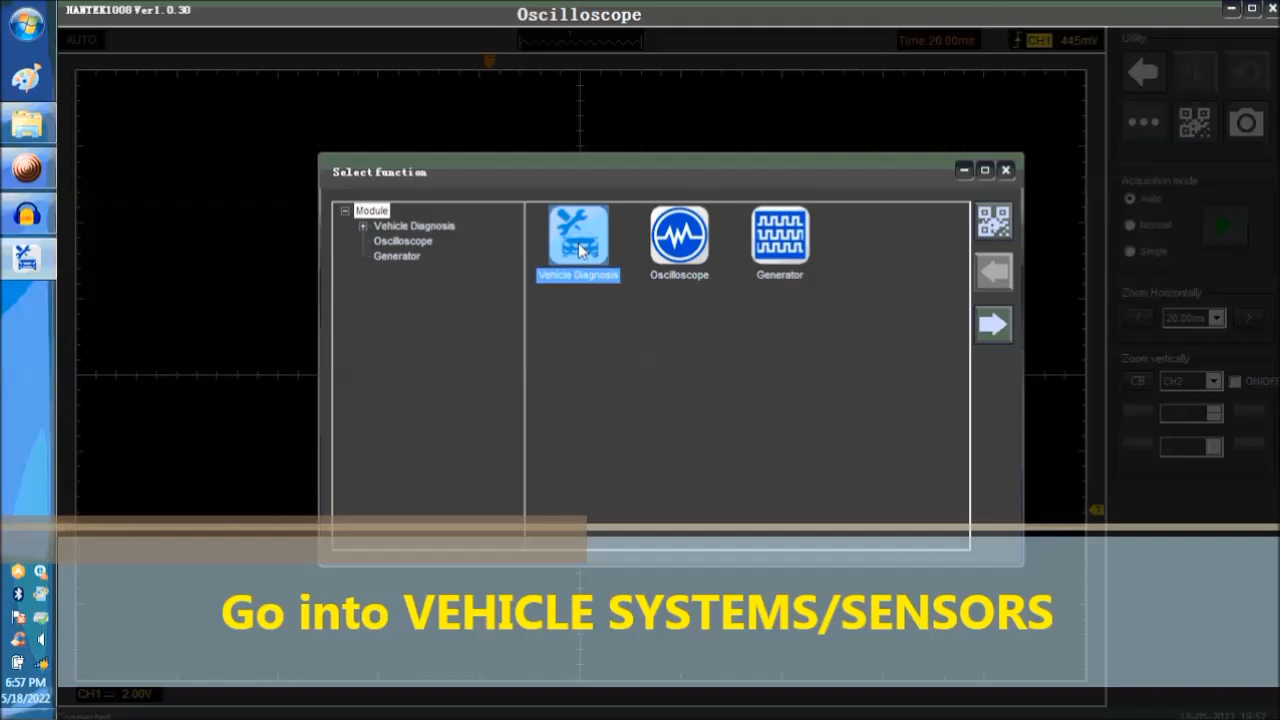 HANTEK1008 Ver1.0.30
Oscilloscope
AUTO
T
Time 20.00ms
CH1
445mV
Utility
Select function
Module
Vehicle Diagnosis
Oscilloscope
Generator
Vehicle Diagnosis
Oscilloscope
Generator
Acquisition mode
Auto
Normal
Single
Zoom Horizontally
20.00ms
Zoom vertically
CH
CH2
ON/OFF
T
Go into VEHICLE SYSTEMS/SENSORS
6:57 PM
5/18/2022
CH1
2.00V